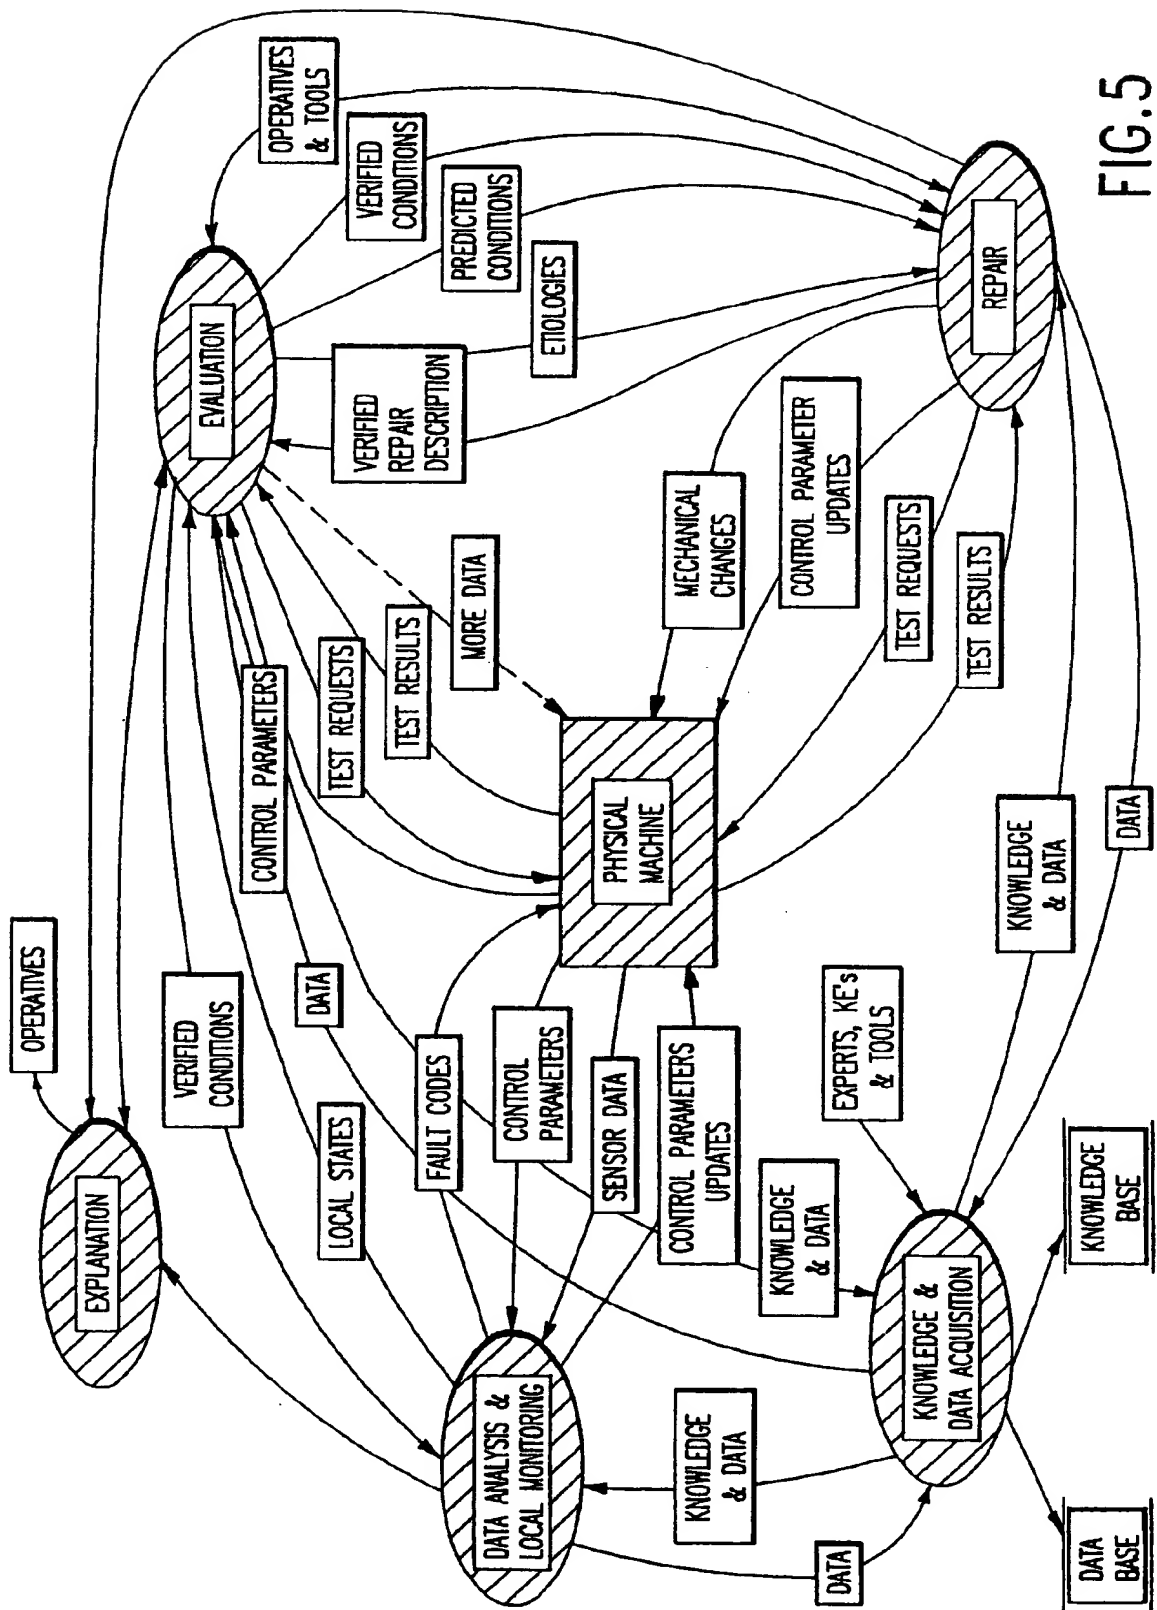 OPERATIVES
EXPLANATION
VERIFIED
CONDITIONS
CONTROL PARAMETERS
EVALUATION
OPERATIVES
& TOOLS
LOCAL STATES
DATA
TEST REQUESTS
VERIFIED
CONDITIONS
FAULT CODES
TEST RESULTS
VERIFIED
REPAIR
DESCRIPTION
PREDICTED
CONDITIONS
DATA ANALYSIS &
LOCAL MONITORING
CONTROL
PARAMETERS
MORE DATA
ETIOLOGIES
SENSOR DATA
PHYSICAL
MACHINE
CONTROL PARAMETERS
UPDATES
MECHANICAL
CHANGES
KNOWLEDGE
& DATA
KNOWLEDGE
& DATA
CONTROL PARAMETER
UPDATES
DATA
EXPERTS, KE's
& TOOLS
TEST REQUESTS
KNOWLEDGE &
DATA ACQUISITION
TEST RESULTS
REPAIR
KNOWLEDGE
& DATA
DATA
BASE
KNOWLEDGE
BASE
DATA
FIG.5